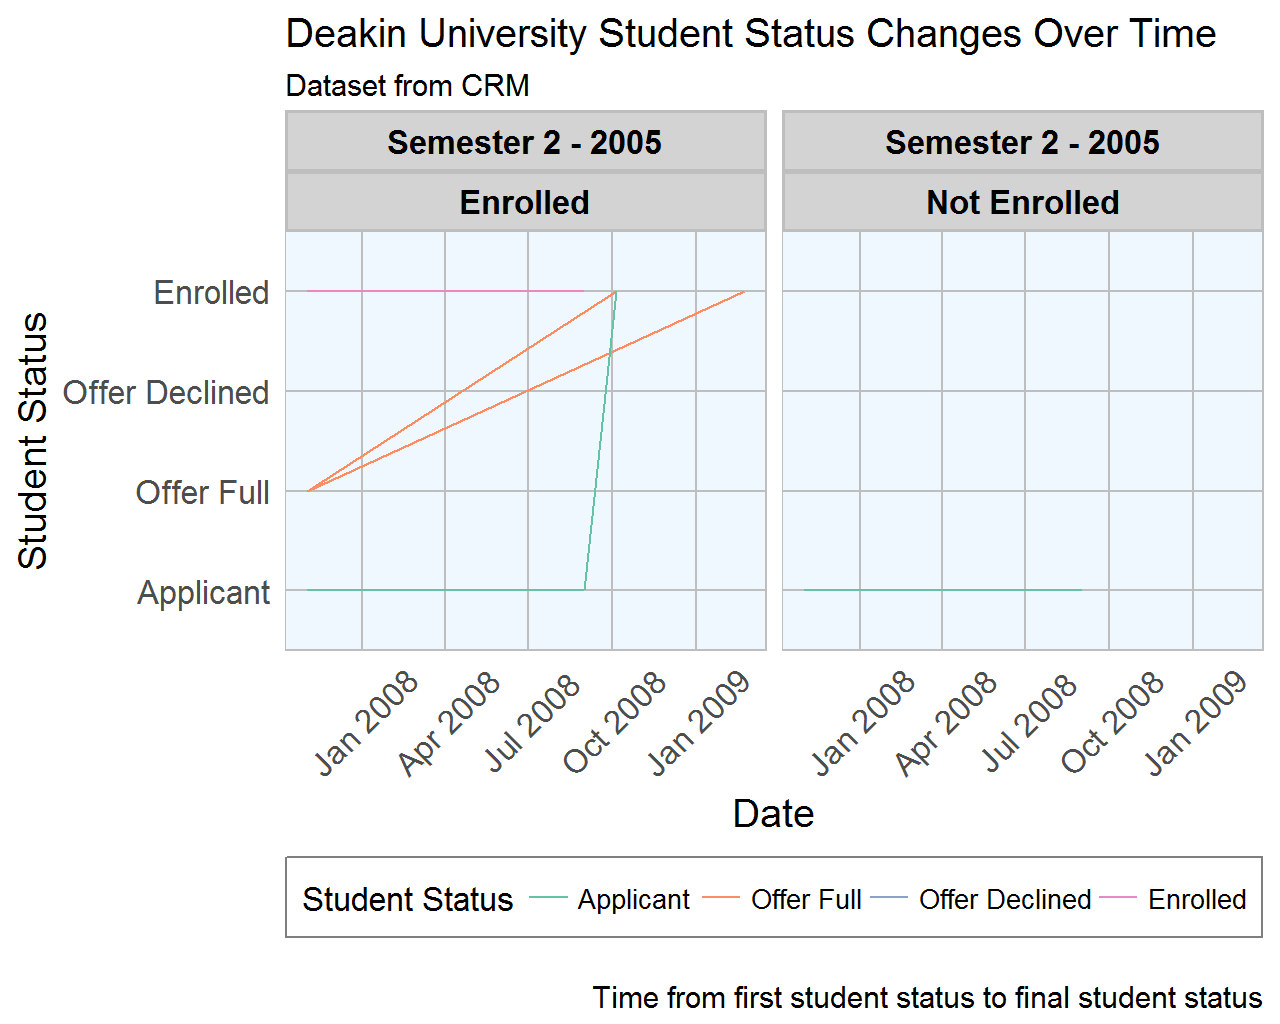 Deakin University Student Status Changes Over Time
Dataset from CRM
Semester 2 - 2005
Semester 2 - 2005
Enrolled
Not Enrolled
Student Status
Enrolled
Offer Declined
Offer Full
Applicant
Jan 2008
Apr 2008
Jul 2008
Oct 2008
Jan 2009
Jan 2008
Apr 2008
Jul 2008
Oct 2008
Jan 2009
Date
Student Status Applicant Offer Full Offer Declined Enrolled
Time from first student status to final student status